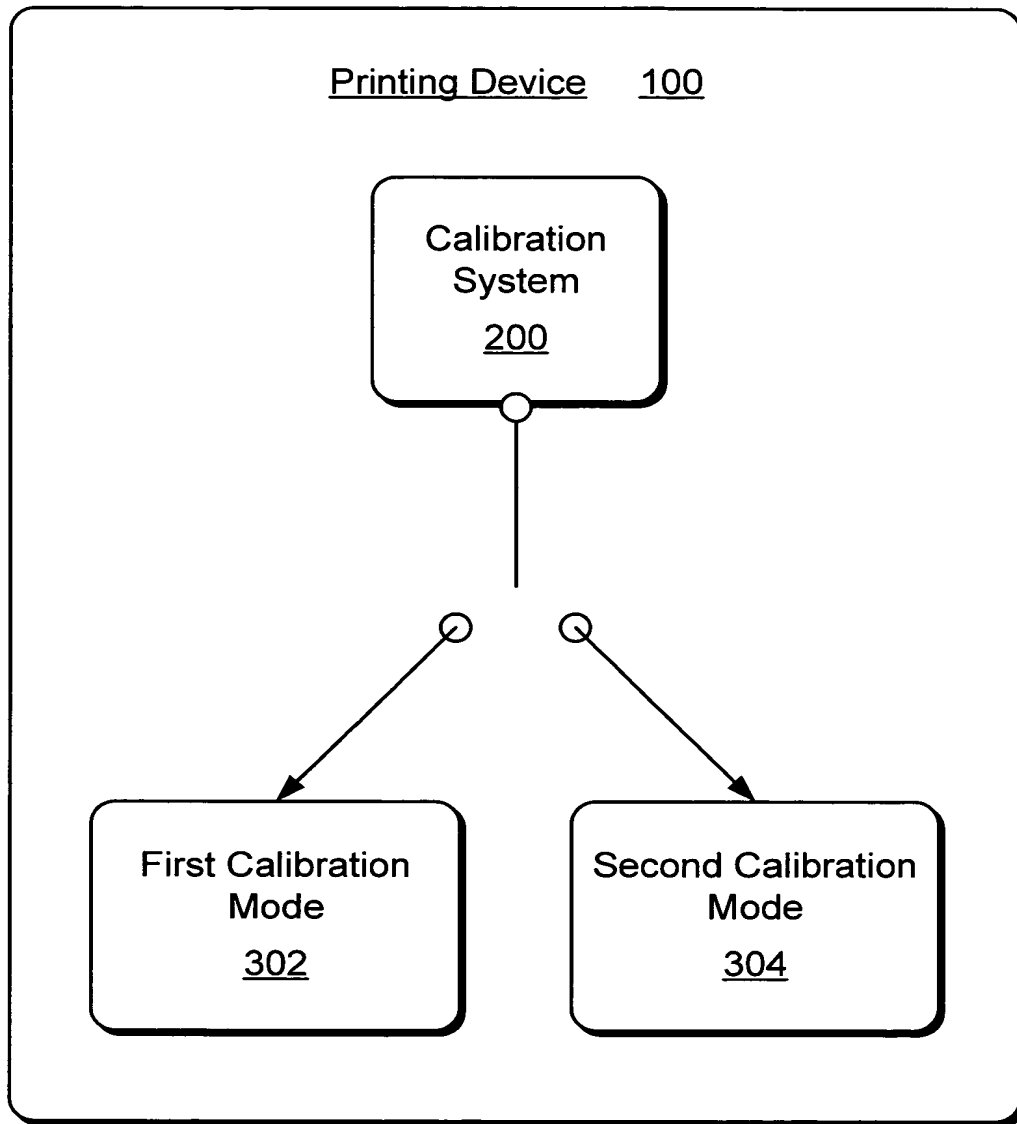 Printing Device 100
Calibration
System
200
First Calibration
Mode
302
Second Calibration
Mode
304